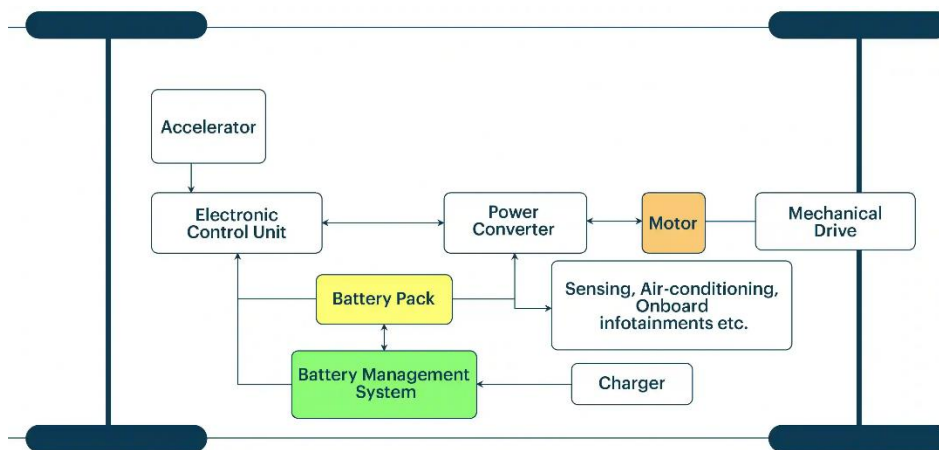 Accelerator
Electronic
Control Unit
Power
Converter
Motor
Mechanical
Drive
Battery Pack
Sensing, Air-conditioning,
Onboard
infotainments etc.
Battery Management
System
Charger